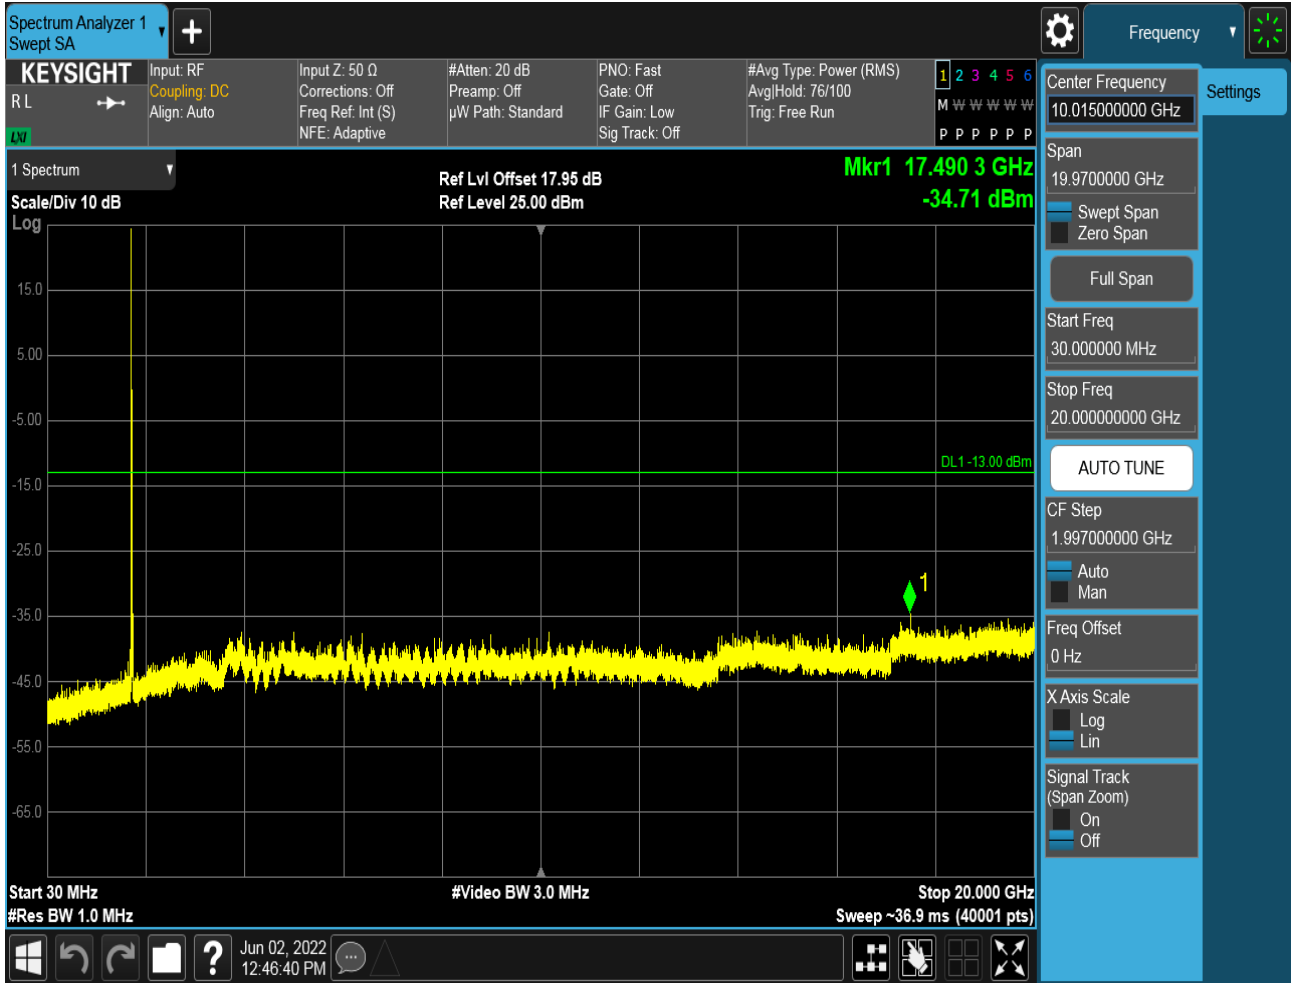 Spectrum Analyzer 1
Swept SA
Frequency
KEYSIGHT
R L
LXI
Input: RF
Coupling: DC
Align: Auto
Input Z: 50 Ω
Corrections: Off
Freq Ref: Int (S)
NFE: Adaptive
#Atten: 20 dB
Preamp: Off
µW Path: Standard
PNO: Fast
Gate: Off
IF Gain: Low
Sig Track: Off
#Avg Type: Power (RMS)
Avg|Hold: 76/100
Trig: Free Run
1 2 3 4 5 6
M W W W W W
P P P P P P
1 Spectrum
Scale/Div 10 dB
Log
Ref Lvl Offset 17.95 dB
Ref Level 25.00 dBm
Mkr1 17.490 3 GHz
-34.71 dBm
15.0
5.00
-5.00
-15.0
-25.0
-35.0
-45.0
-55.0
-65.0
DL1 -13.00 dBm
1
Start 30 MHz
#Res BW 1.0 MHz
#Video BW 3.0 MHz
Stop 20.000 GHz
Sweep ~36.9 ms (40001 pts)
Jun 02, 2022
12:46:40 PM
Center Frequency
10.015000000 GHz
Settings
Span
19.9700000 GHz
Swept Span
Zero Span
Full Span
Start Freq
30.000000 MHz
Stop Freq
20.000000000 GHz
AUTO TUNE
CF Step
1.997000000 GHz
Auto
Man
Freq Offset
0 Hz
X Axis Scale
Log
Lin
Signal Track
(Span Zoom)
On
Off